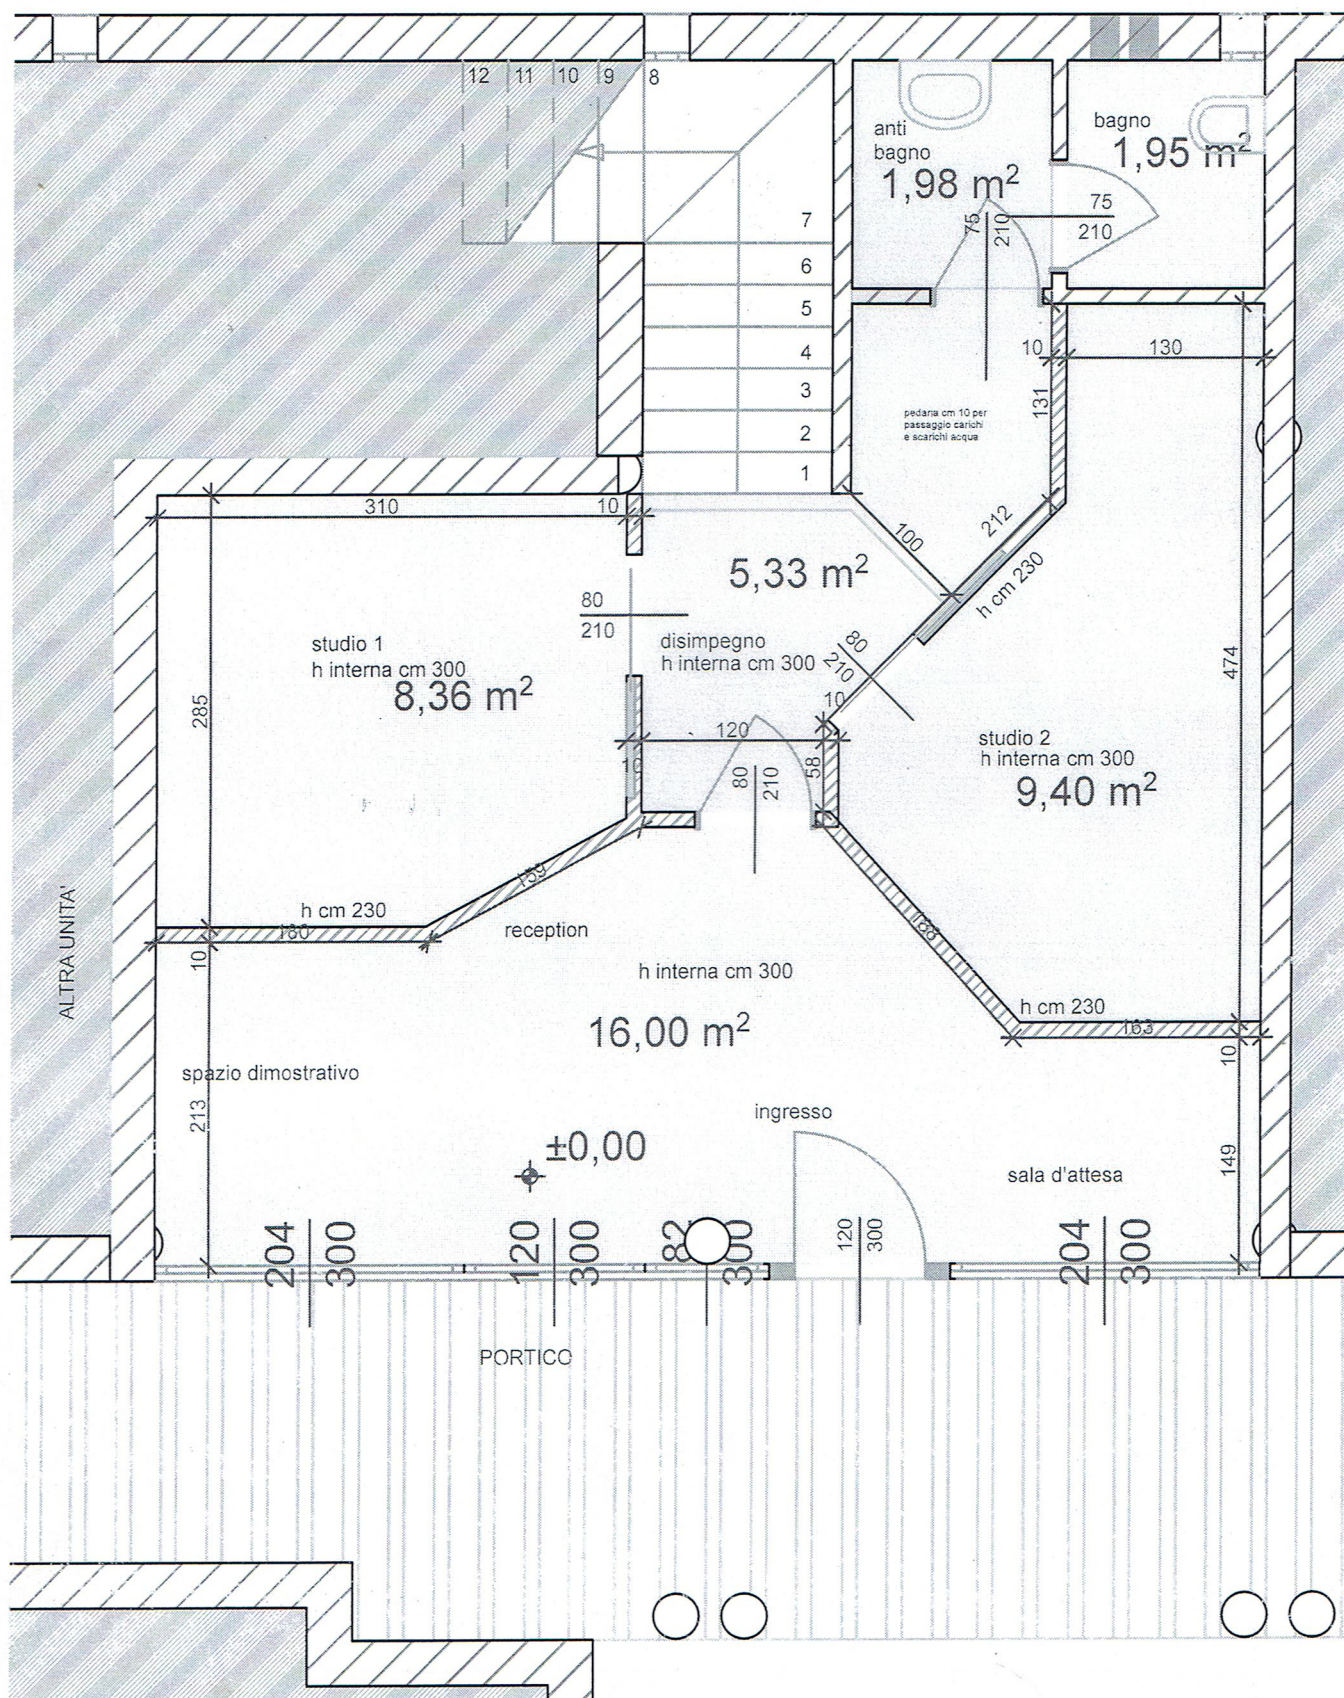 12 11 10 9 8
7
6
5
4
3
2
1
anti
bagno
1,98 m²
bagno
1,95 m²
75
210
75
210
10
130
131
pedana cm 10 per
passaggio carichi
e scarichi acqua
310
10
100
212
h cm 230
5,33 m²
80
210
studio 1
h interna cm 300
8,36 m²
disimpegno
h interna cm 300
80
210
10
285
474
120
10
58
80
210
studio 2
h interna cm 300
9,40 m²
159
h cm 230
180
10
reception
188
h interna cm 300
h cm 230
163
10
16,00 m²
ALTRA UNITA'
spazio dimostrativo
213
ingresso
±0,00
149
sala d'attesa
204
300
120
300
82
300
120
300
204
300
PORTICO